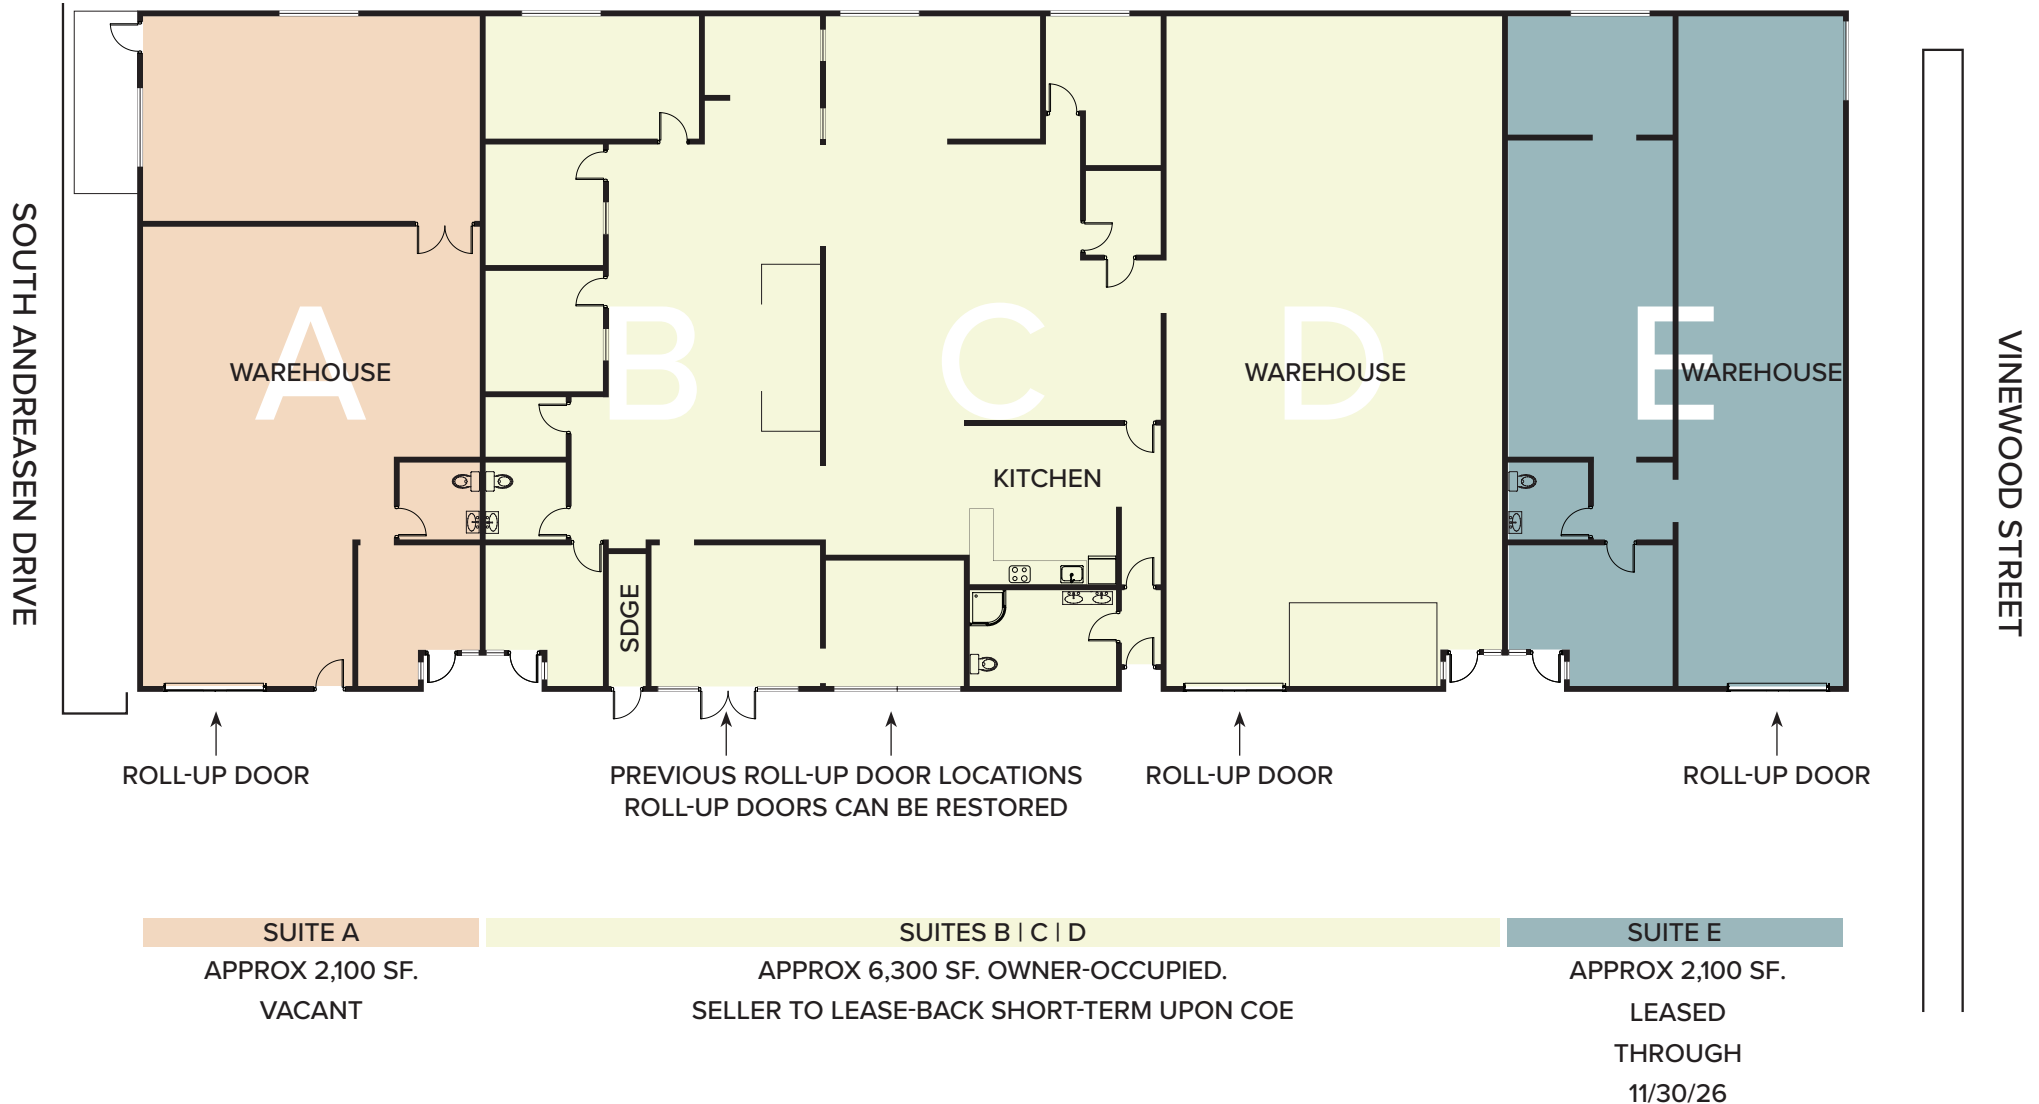 SOUTH ANDREASEN DRIVE
VINEWOOD STREET
A
B
C
D
E
WAREHOUSE
WAREHOUSE
WAREHOUSE
KITCHEN
SDGE
ROLL-UP DOOR
PREVIOUS ROLL-UP DOOR LOCATIONS
ROLL-UP DOORS CAN BE RESTORED
ROLL-UP DOOR
ROLL-UP DOOR
SUITE A
APPROX 2,100 SF.
VACANT
SUITES B | C | D
APPROX 6,300 SF. OWNER-OCCUPIED.
SELLER TO LEASE-BACK SHORT-TERM UPON COE
SUITE E
APPROX 2,100 SF.
LEASED
THROUGH
11/30/26